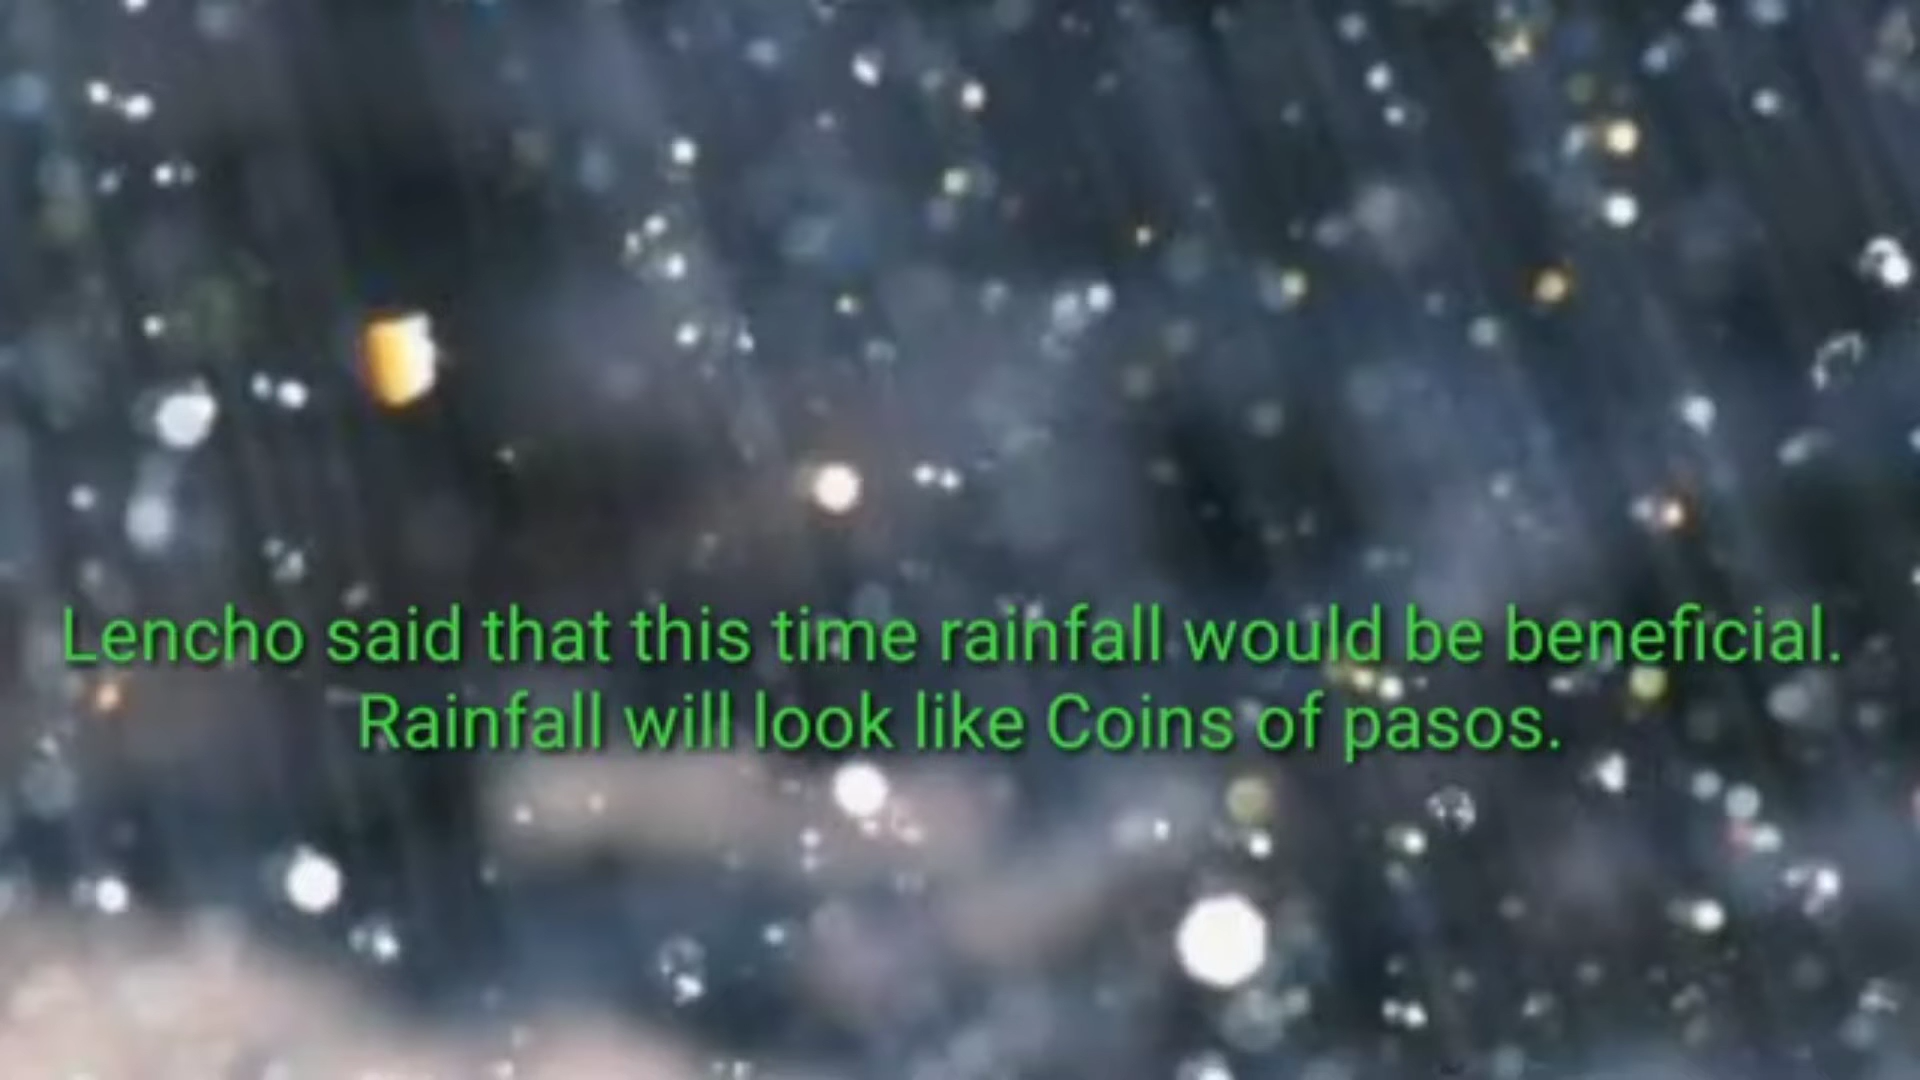 Lencho said that this time rainfall would be beneficial.
Rainfall will look like Coins of pasos.